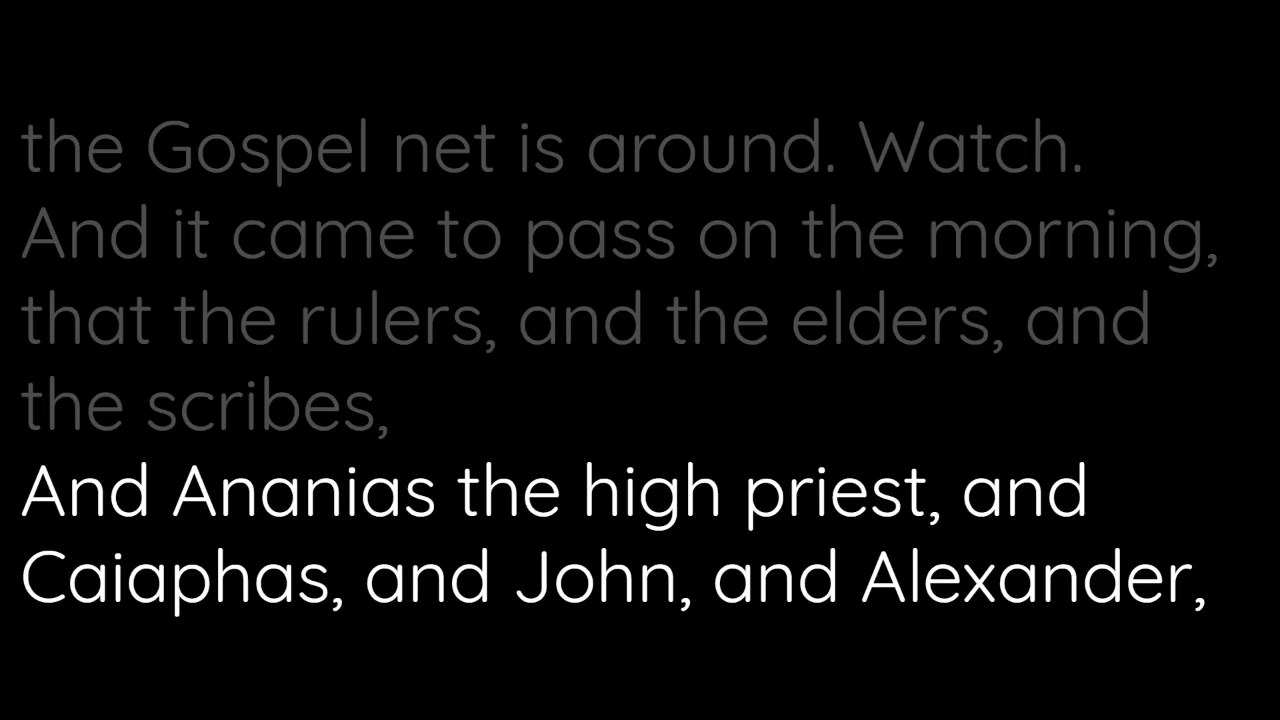 the Gospel net is around. Watch.
And it came to pass on the morning,
that the rulers, and the elders, and
the scribes,
And Ananias the high priest, and
Caiaphas, and John, and Alexander,